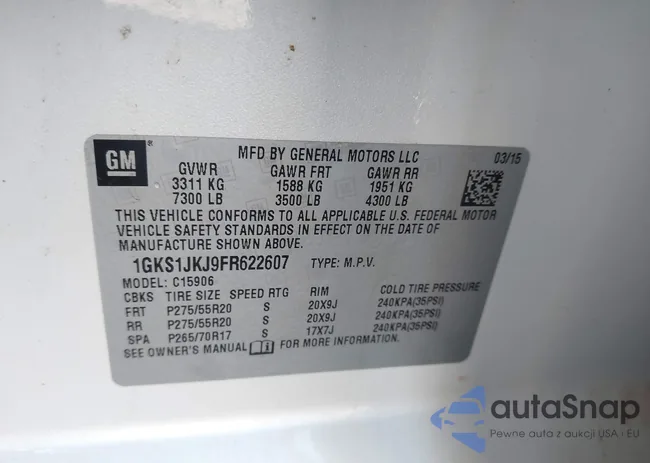 GM ®
MFD BY GENERAL MOTORS LLC 03/15
GVWR GAWR FRT GAWR RR
3311 KG 1588 KG 1951 KG
7300 LB 3500 LB 4300 LB
THIS VEHICLE CONFORMS TO ALL APPLICABLE U.S. FEDERAL MOTOR
VEHICLE SAFETY STANDARDS IN EFFECT ON THE DATE OF
MANUFACTURE SHOWN ABOVE.
1GKS1JKJ9FR622607 TYPE: M.P.V.
MODEL: C15906
CBKS TIRE SIZE SPEED RTG RIM COLD TIRE PRESSURE
FRT P275/55R20 S 20X9J 240KPA(35PSI)
RR P275/55R20 S 20X9J 240KPA(35PSI)
SPA P265/70R17 S 17X7J 240KPA(35PSI)
SEE OWNER'S MANUAL i FOR MORE INFORMATION.
autoSnap
Pewne auta z aukcji USA i EU